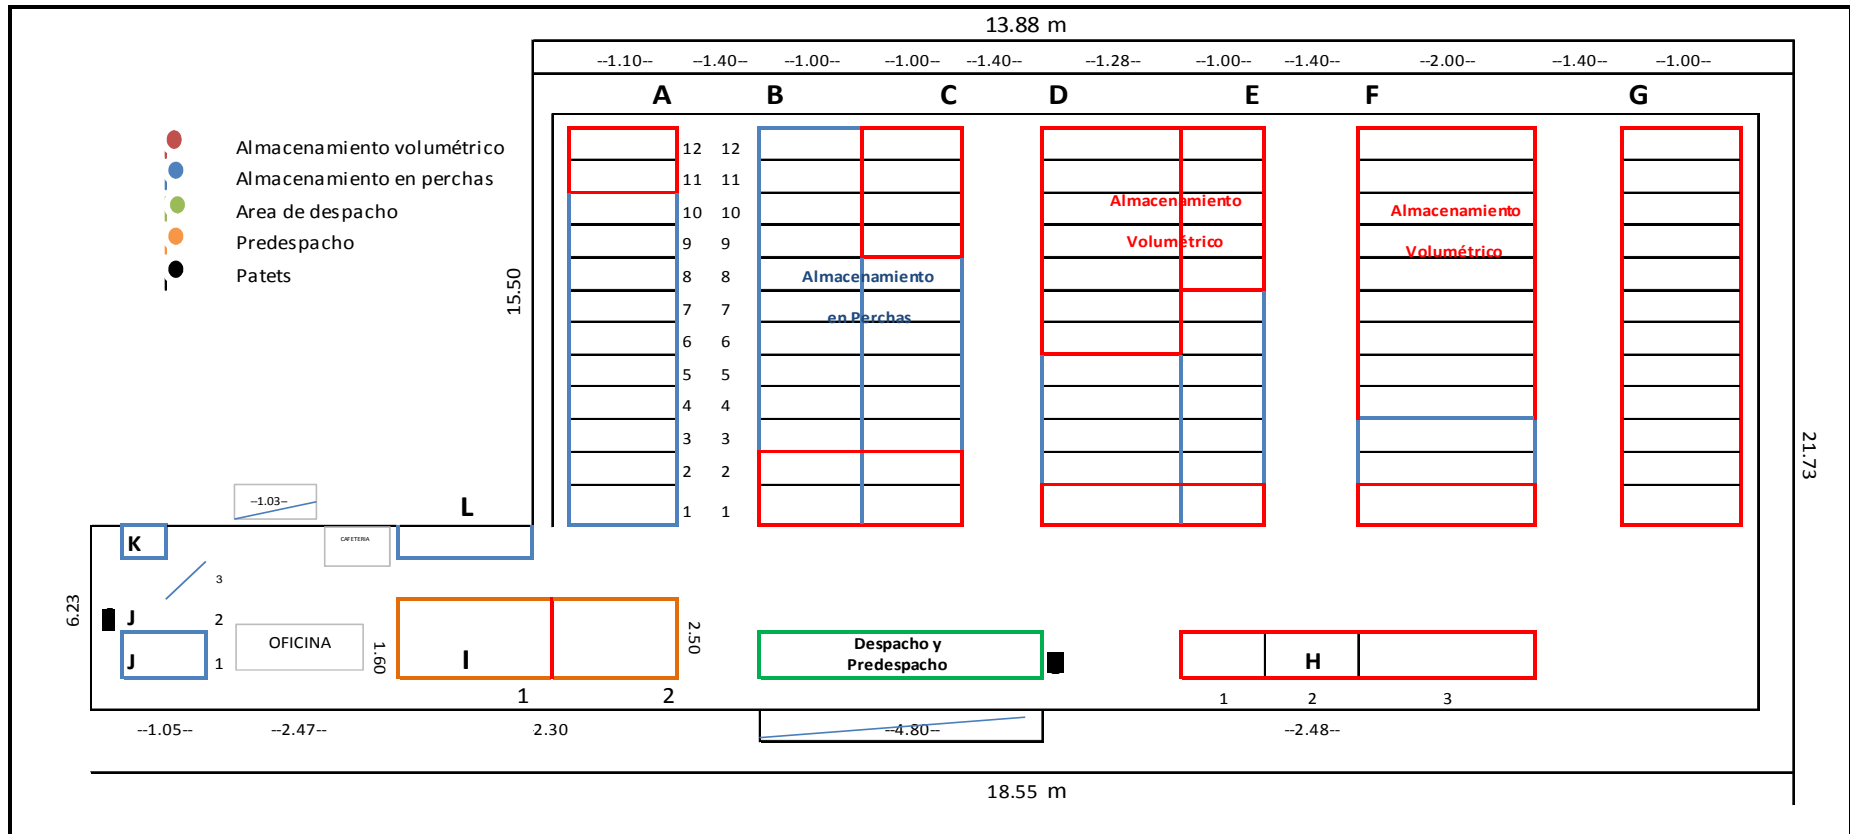 13.88 m
--1.10-- --1.40-- --1.00-- --1.00-- --1.40-- --1.28-- --1.00-- --1.40-- --2.00-- --1.40-- --1.00--
A B C D E F G
Almacenamiento volumétrico
Almacenamiento en perchas
Area de despacho
Predespacho
Patets
12 12
11 11
10 10
9 9
8 8
7 7
6 6
5 5
4 4
3 3
2 2
1 1
Almacenamiento
en Perchas
Almacenamiento
Volumétrico
Almacenamiento
Volumétrico
15.50
21.73
--1.03--
L
K
CAFETERIA
3
6.23
J 2
J 1
OFICINA
1.60
I
2.50
1 2
Despacho y
Predespacho
H
1 2 3
--1.05-- --2.47-- 2.30 --4.80-- --2.48--
18.55 m